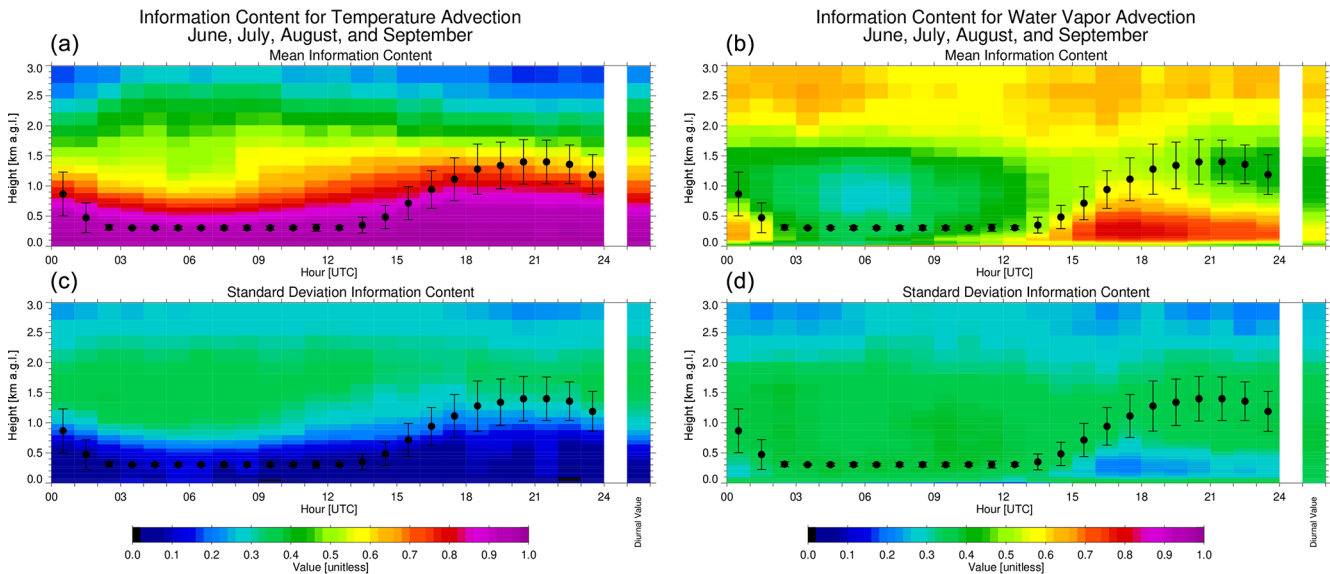 Information Content for Temperature Advection
June, July, August, and September
(a)
Mean Information Content
3.0
2.5
2.0
1.5
1.0
0.5
0.0
Height [km a.g.l.]
00 03 06 09 12 15 18 21 24
Hour [UTC]
Information Content for Water Vapor Advection
June, July, August, and September
(b)
Mean Information Content
3.0
2.5
2.0
1.5
1.0
0.5
0.0
Height [km a.g.l.]
00 03 06 09 12 15 18 21 24
Hour [UTC]
(c)
Standard Deviation Information Content
3.0
2.5
2.0
1.5
1.0
0.5
0.0
Height [km a.g.l.]
00 03 06 09 12 15 18 21 24
Hour [UTC]
Diurnal Value
0.0 0.1 0.2 0.3 0.4 0.5 0.6 0.7 0.8 0.9 1.0
Value [unitless]
(d)
Standard Deviation Information Content
3.0
2.5
2.0
1.5
1.0
0.5
0.0
Height [km a.g.l.]
00 03 06 09 12 15 18 21 24
Hour [UTC]
Diurnal Value
0.0 0.1 0.2 0.3 0.4 0.5 0.6 0.7 0.8 0.9 1.0
Value [unitless]